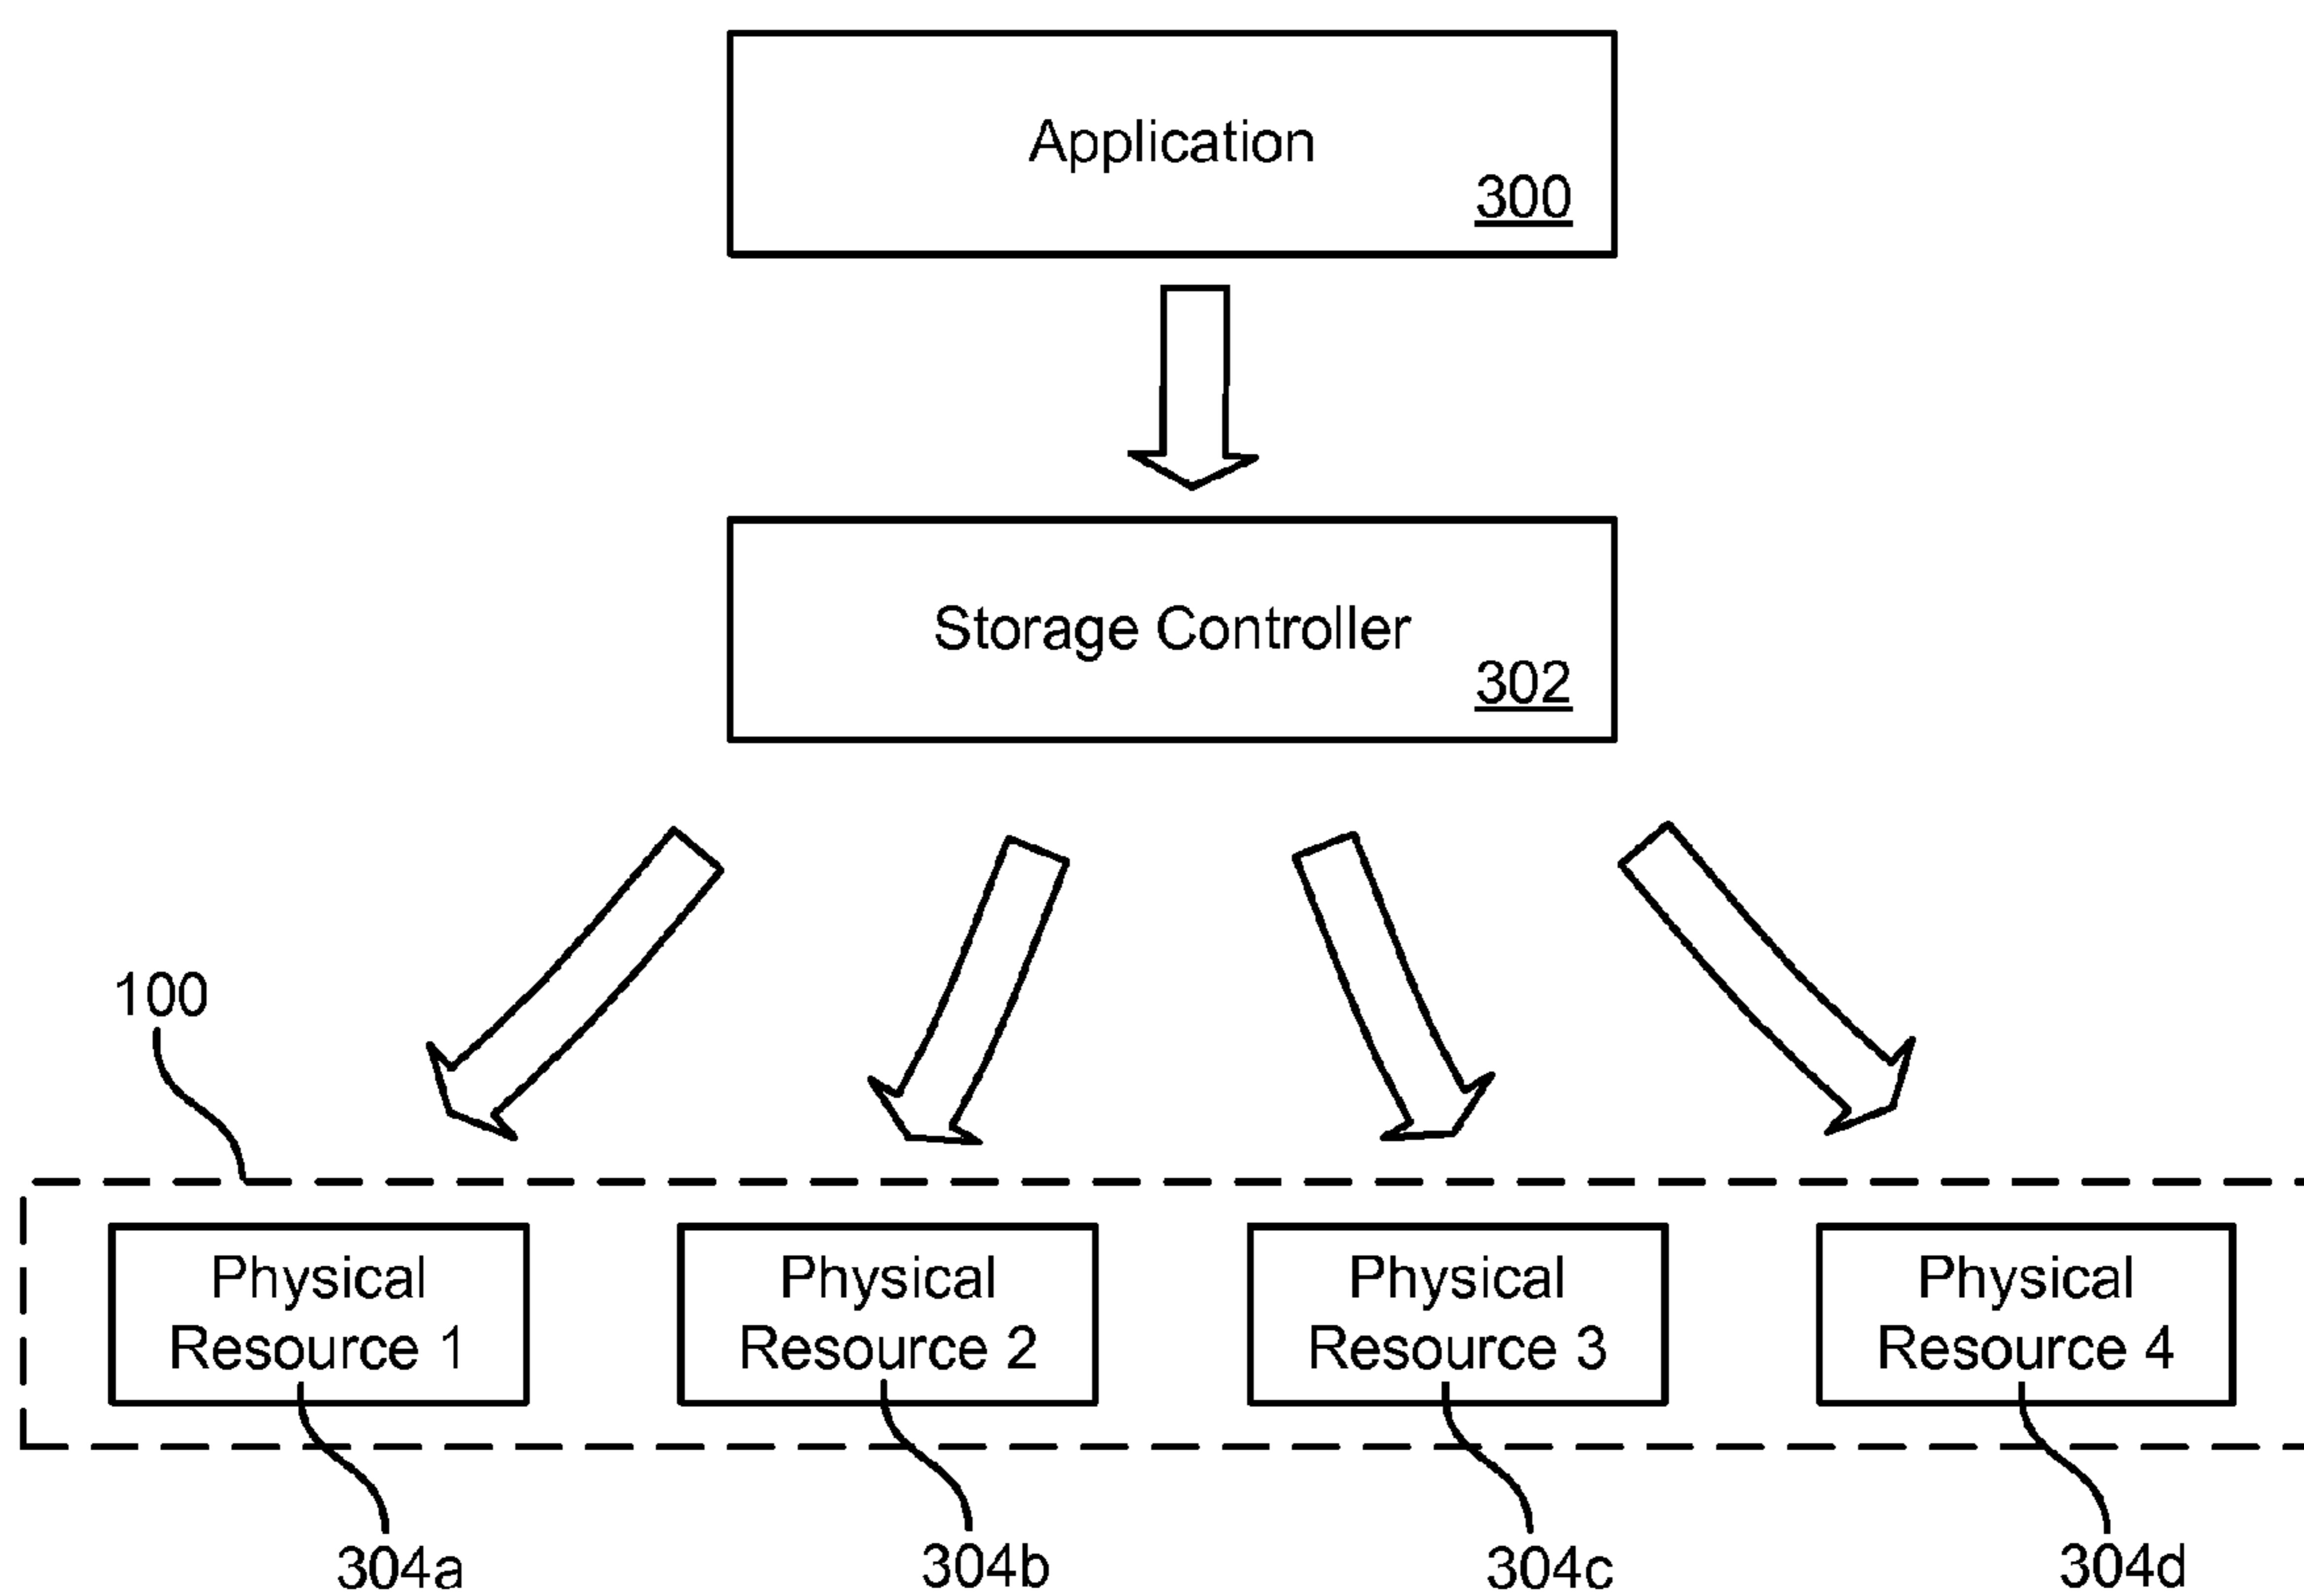 Application
300
Storage Controller
302
100
Physical
Resource 1
Physical
Resource 2
Physical
Resource 3
Physical
Resource 4
304a
304b
304c
304d